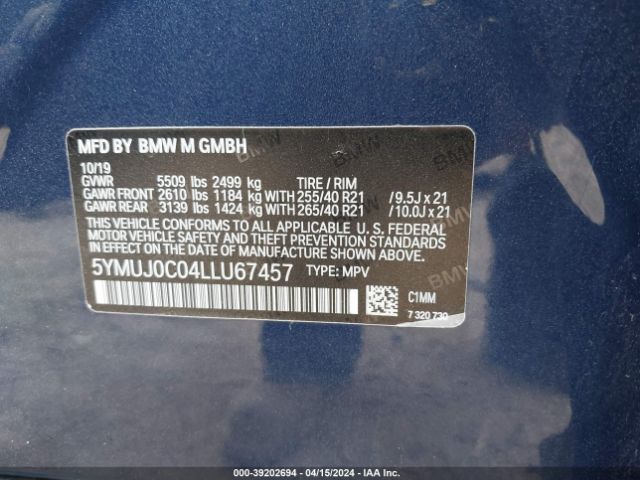 MFD BY BMW M GMBH
10/19
GVWR 5509 lbs 2499 kg TIRE / RIM
GAWR FRONT 2610 lbs 1184 kg WITH 255/40 R21 /9.5J x 21
GAWR REAR 3139 lbs 1424 kg WITH 265/40 R21 /10.0J x 21
THIS VEHICLE CONFORMS TO ALL APPLICABLE U. S. FEDERAL
MOTOR VEHICLE SAFETY, BUMPER, AND THEFT PREVENTION
STANDARDS IN EFFECT ON THE DATE OF MANUFACTURE SHOWN ABOVE.
5YMUJ0C04LLU67457 TYPE: MPV
C1MM
7 320 730
000-39202694 / 04/15/2024 / IAA Inc.